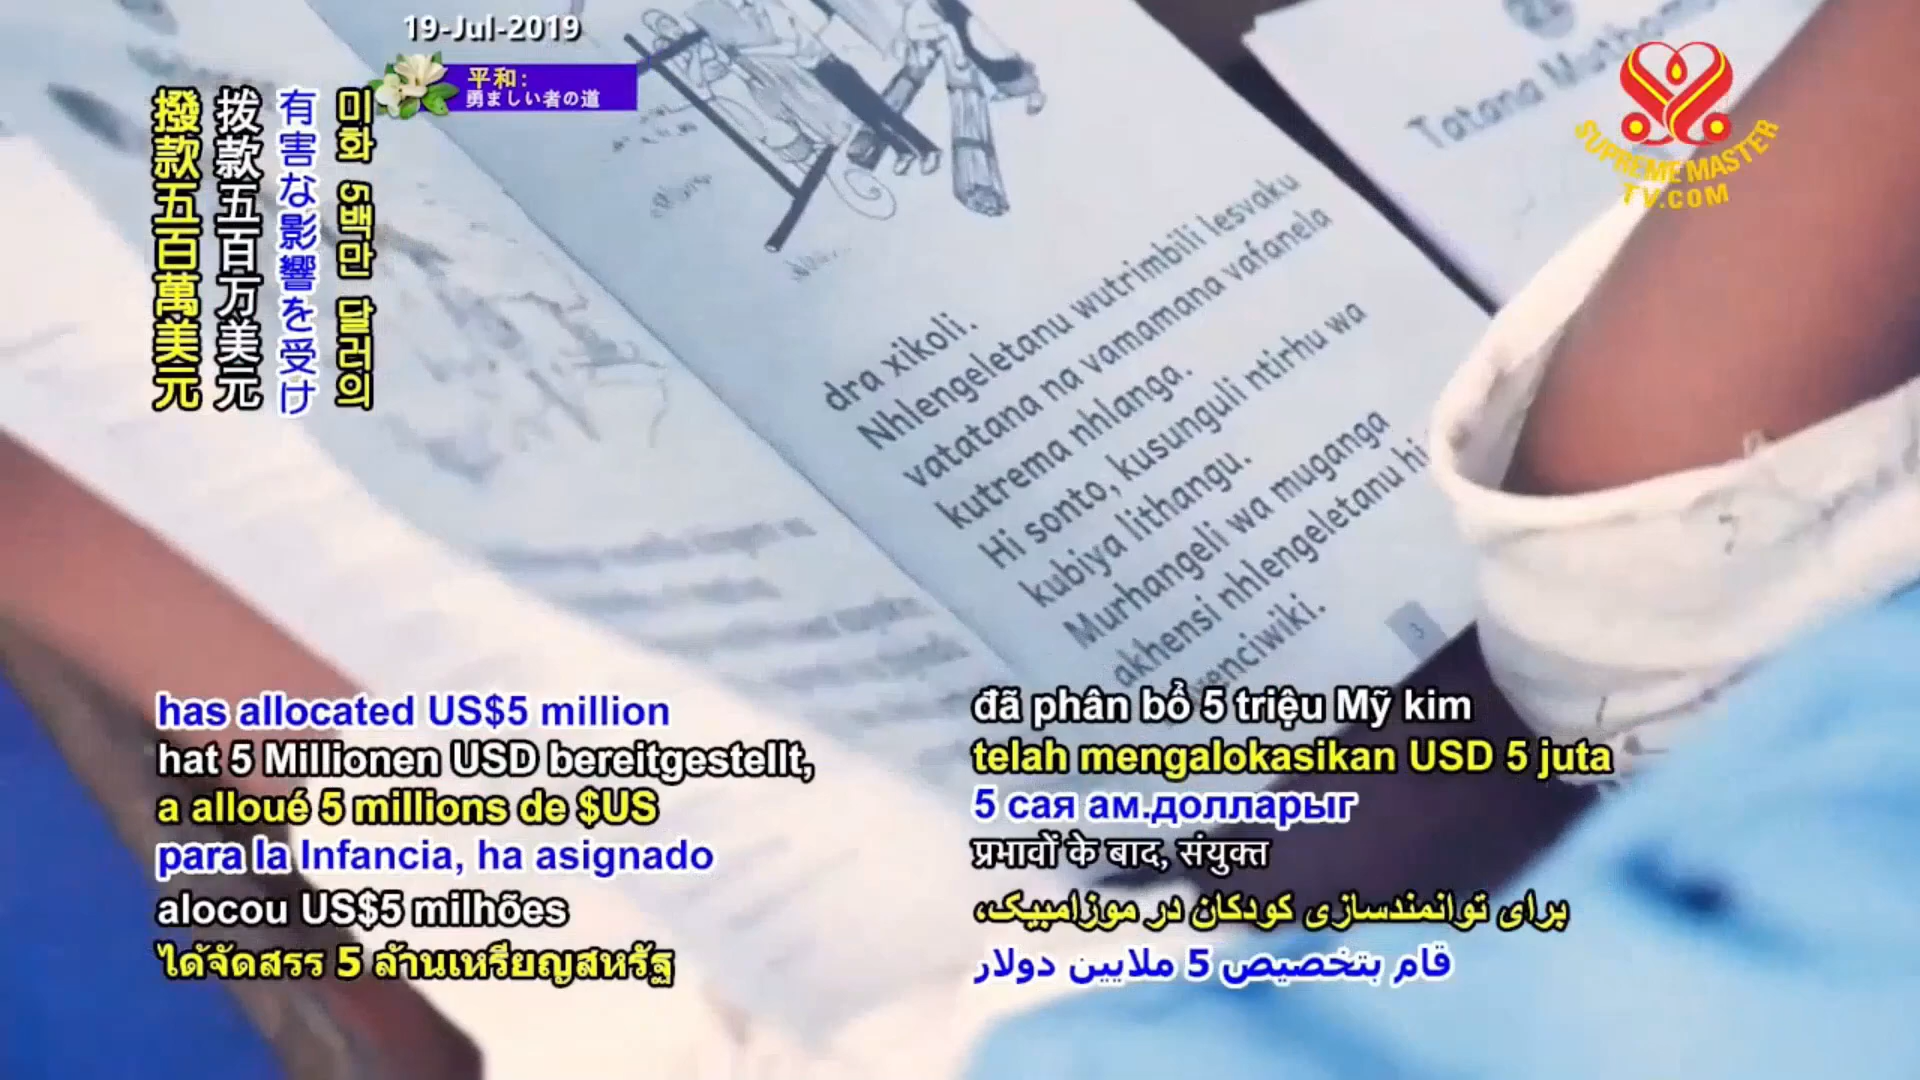 19-Jul-2019
平和:
勇ましい者の道
SUPREME MASTER
TV.COM
撥款五百萬美元
拨款五百万美元
有害な影響を受け
미화 5백만 달러의
Tatana
dra xikoli.
Nhlengeletanu wutrimbili lesvaku
vatatana na vamamana vafanela
kutrema nhlanga.
Hi sonto, kusunguli ntirhu wa
kubiya lithangu.
Murhangeli wa muganga
akhensi nhlengeletanu hi
3
has allocated US$5 million
hat 5 Millionen USD bereitgestellt,
a alloué 5 millions de $US
para la Infancia, ha asignado
alocou US$5 milhões
ได้จัดสรร 5 ล้านเหรียญสหรัฐ
đã phân bổ 5 triệu Mỹ kim
telah mengalokasikan USD 5 juta
5 сая ам.долларыг
प्रभावों के बाद, संयुक्त
برای توانمندسازی کودکان در موزامبیک،
قام بتخصيص 5 ملايين دولار